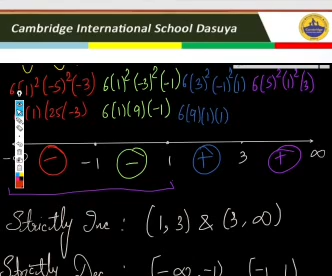 Cambridge International School Dasuya
6(1)²(-5)²(-3) 6(1)²(-3)²(-1) 6(3)²(-1)²(1) 6(5)²(1)²(3)
(1)(25)(-3) 6(1)(9)(-1) 6(9)(1)(1)
- − -1 − 1 + 3 + ∞
Strictly Inc : (1, 3) & (3, ∞)
Strictly Dec : (-∞, -1) [-1, 1